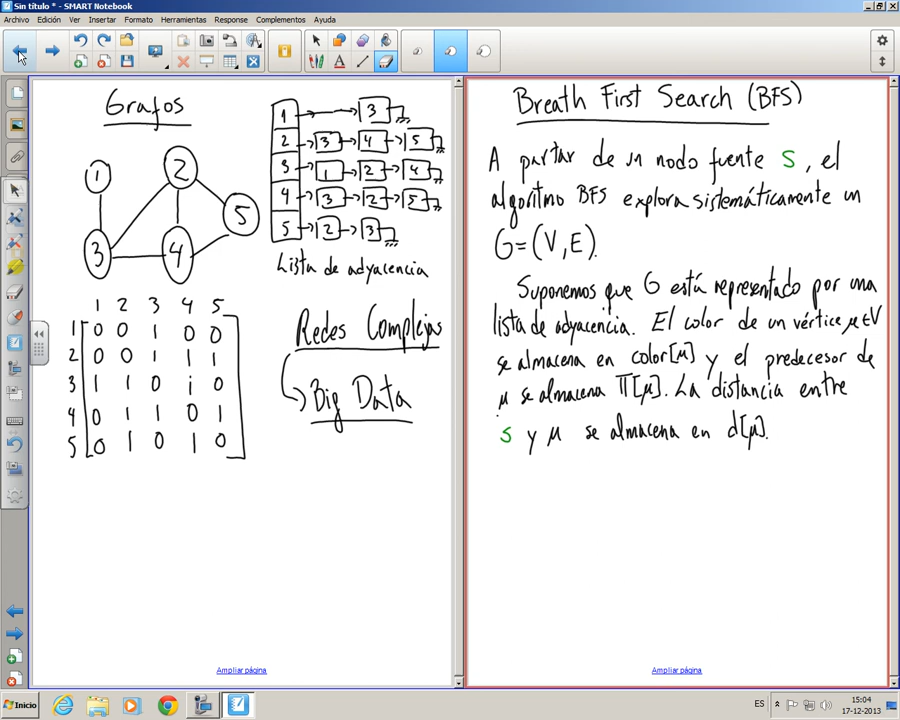 Sin título * - SMART Notebook
Archivo Edición Ver Insertar Formato Herramientas Response Complementos Ayuda
Grafos
1
2
3
4
5
1 3
2 3 4 5
3 1 2 4
4 3 2 5
5 2 3
Lista de adyacencia
1 2 3 4 5
1 0 0 1 0 0
2 0 0 1 1 1
3 1 1 0 1 0
4 0 1 1 0 1
5 0 1 0 1 0
Redes Complejas
Big Data
Ampliar página
Breath First Search (BFS)
A partar de un nodo fuente S, el
algoritmo BFS explora sistemáticamente un
G=(V,E).
Suponemos que G está representado por una
lista de adyacencia. El color de un vértice μ∈V
se almacena en color[μ] y el predecesor de
μ se almacena π[μ]. La distancia entre
s y μ se almacena en d[μ].
Ampliar página
Inicio
ES
15:04
17-12-2013